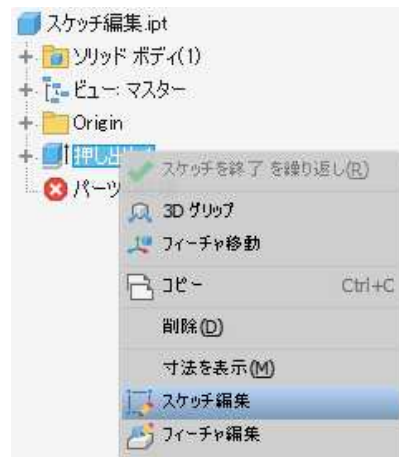 スケッチ編集.ipt
ソリッド ボディ(1)
ビュー: マスター
Origin
押し出し
パーツ
スケッチを終了 を繰り返し(R)
3D グリップ
フィーチャ移動
コピー Ctrl+C
削除(D)
寸法を表示(M)
スケッチ編集
フィーチャ編集